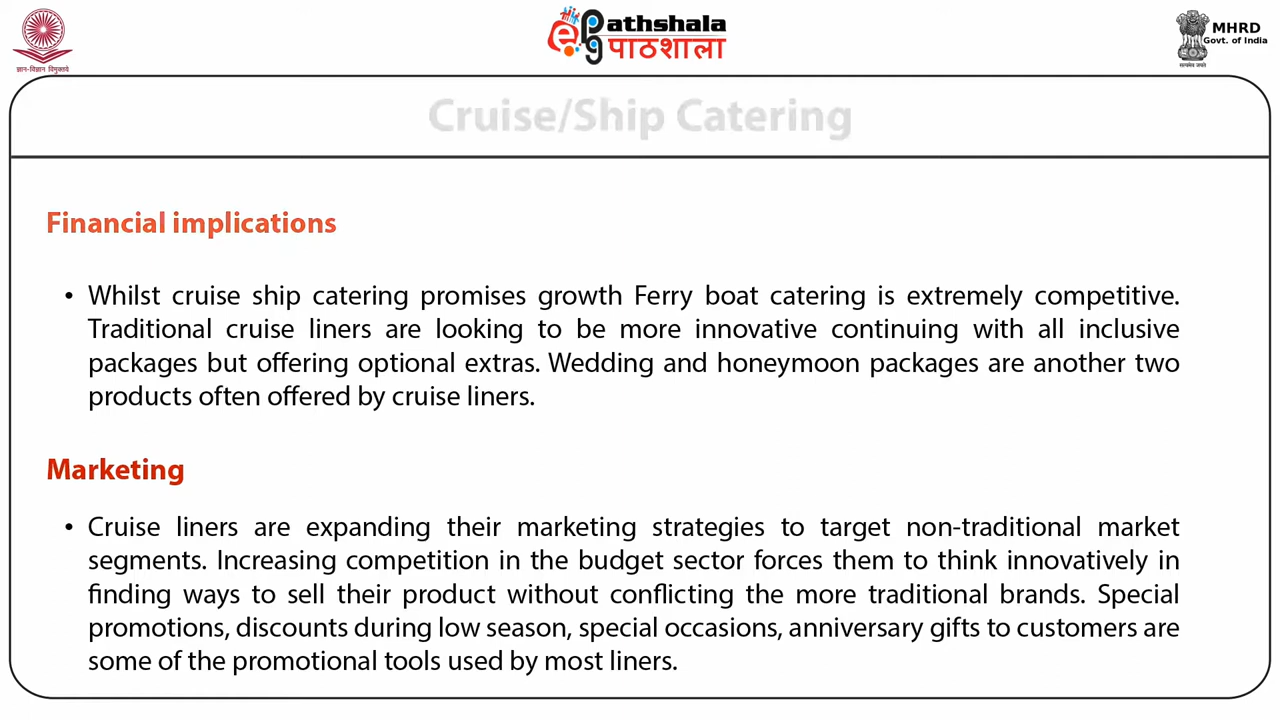 ज्ञान-विज्ञान विमुक्तये
ePathshala
पाठशाला
MHRD
Govt. of India
सत्यमेव जयते
Cruise/Ship Catering
Financial implications
• Whilst cruise ship catering promises growth Ferry boat catering is extremely competitive.
Traditional cruise liners are looking to be more innovative continuing with all inclusive
packages but offering optional extras. Wedding and honeymoon packages are another two
products often offered by cruise liners.
Marketing
• Cruise liners are expanding their marketing strategies to target non-traditional market
segments. Increasing competition in the budget sector forces them to think innovatively in
finding ways to sell their product without conflicting the more traditional brands. Special
promotions, discounts during low season, special occasions, anniversary gifts to customers are
some of the promotional tools used by most liners.